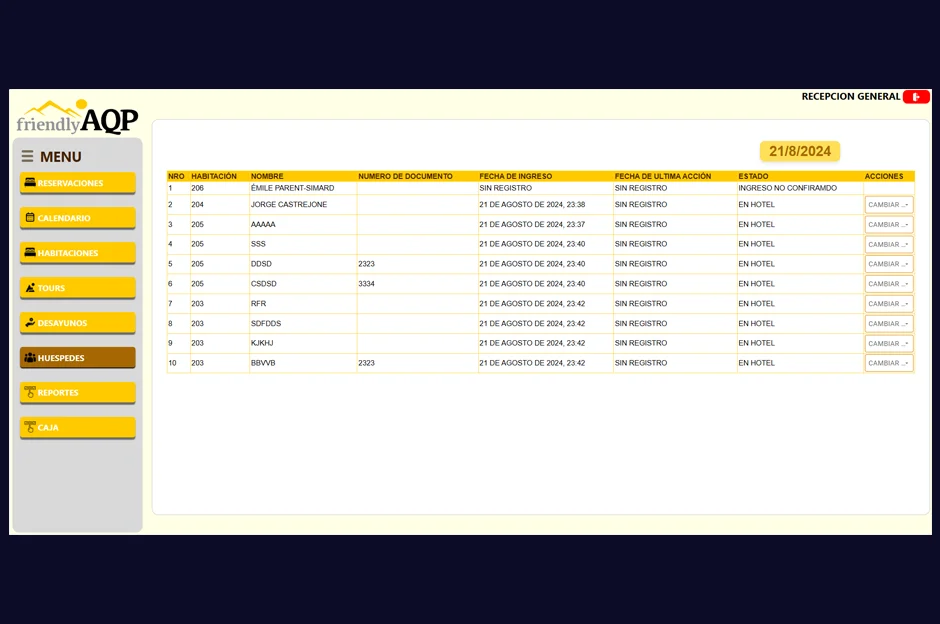 RECEPCION GENERAL
friendlyAQP
MENU
RESERVACIONES
CALENDARIO
HABITACIONES
TOURS
DESAYUNOS
HUESPEDES
REPORTES
CAJA
21/8/2024
NRO HABITACIÓN NOMBRE NUMERO DE DOCUMENTO FECHA DE INGRESO FECHA DE ULTIMA ACCIÓN ESTADO ACCIONES
1 206 ÉMILE PARENT-SIMARD SIN REGISTRO SIN REGISTRO INGRESO NO CONFIRAMDO
2 204 JORGE CASTREJONE 21 DE AGOSTO DE 2024, 23:38 SIN REGISTRO EN HOTEL CAMBIAR ..
3 205 AAAAA 21 DE AGOSTO DE 2024, 23:37 SIN REGISTRO EN HOTEL CAMBIAR ..
4 205 SSS 21 DE AGOSTO DE 2024, 23:40 SIN REGISTRO EN HOTEL CAMBIAR ..
5 205 DDSD 2323 21 DE AGOSTO DE 2024, 23:40 SIN REGISTRO EN HOTEL CAMBIAR ..
6 205 CSDSD 3334 21 DE AGOSTO DE 2024, 23:40 SIN REGISTRO EN HOTEL CAMBIAR ..
7 203 RFR 21 DE AGOSTO DE 2024, 23:42 SIN REGISTRO EN HOTEL CAMBIAR ..
8 203 SDFDDS 21 DE AGOSTO DE 2024, 23:42 SIN REGISTRO EN HOTEL CAMBIAR ..
9 203 KJKHJ 21 DE AGOSTO DE 2024, 23:42 SIN REGISTRO EN HOTEL CAMBIAR ..
10 203 BBVVB 2323 21 DE AGOSTO DE 2024, 23:42 SIN REGISTRO EN HOTEL CAMBIAR ..